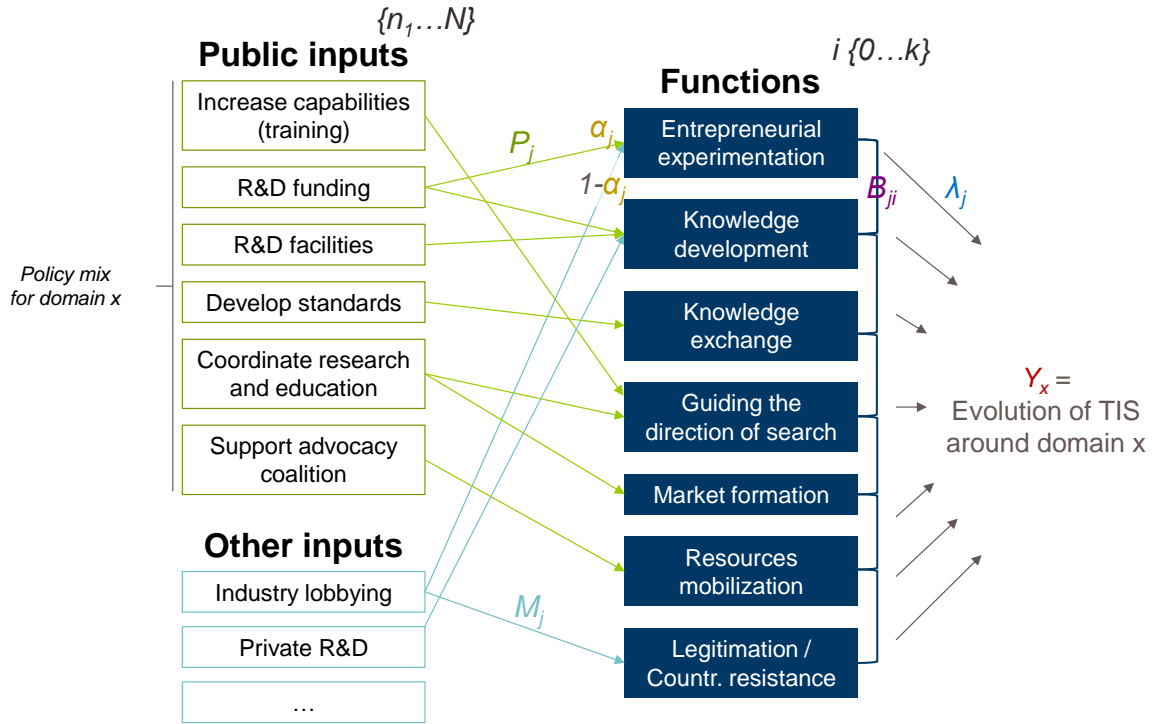 {n1…N}
Public inputs
Increase capabilities
(training)
R&D funding
R&D facilities
Develop standards
Coordinate research
and education
Support advocacy
coalition
Policy mix
for domain x
Other inputs
Industry lobbying
Private R&D
…
Pj
αj
1-αj
Mj
i {0…k}
Functions
Entrepreneurial
experimentation
Knowledge
development
Knowledge
exchange
Guiding the
direction of search
Market formation
Resources
mobilization
Legitimation /
Countr. resistance
Bji
λj
Yx =
Evolution of TIS
around domain x